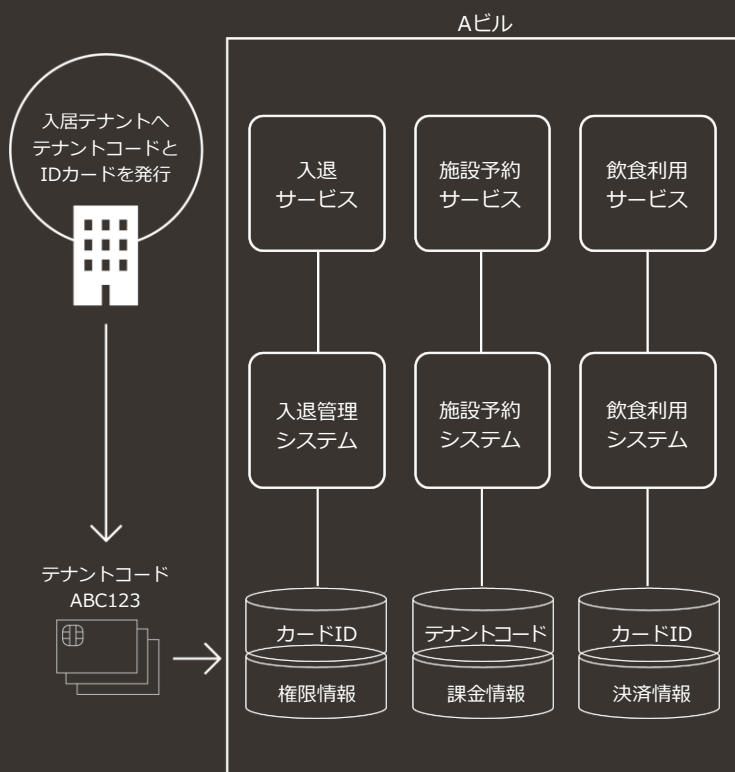 Aビル
入居テナントへ
テナントコードと
IDカードを発行
テナントコード
ABC123
入退
サービス
施設予約
サービス
飲食利用
サービス
入退管理
システム
施設予約
システム
飲食利用
システム
カードID
テナントコード
カードID
権限情報
課金情報
決済情報